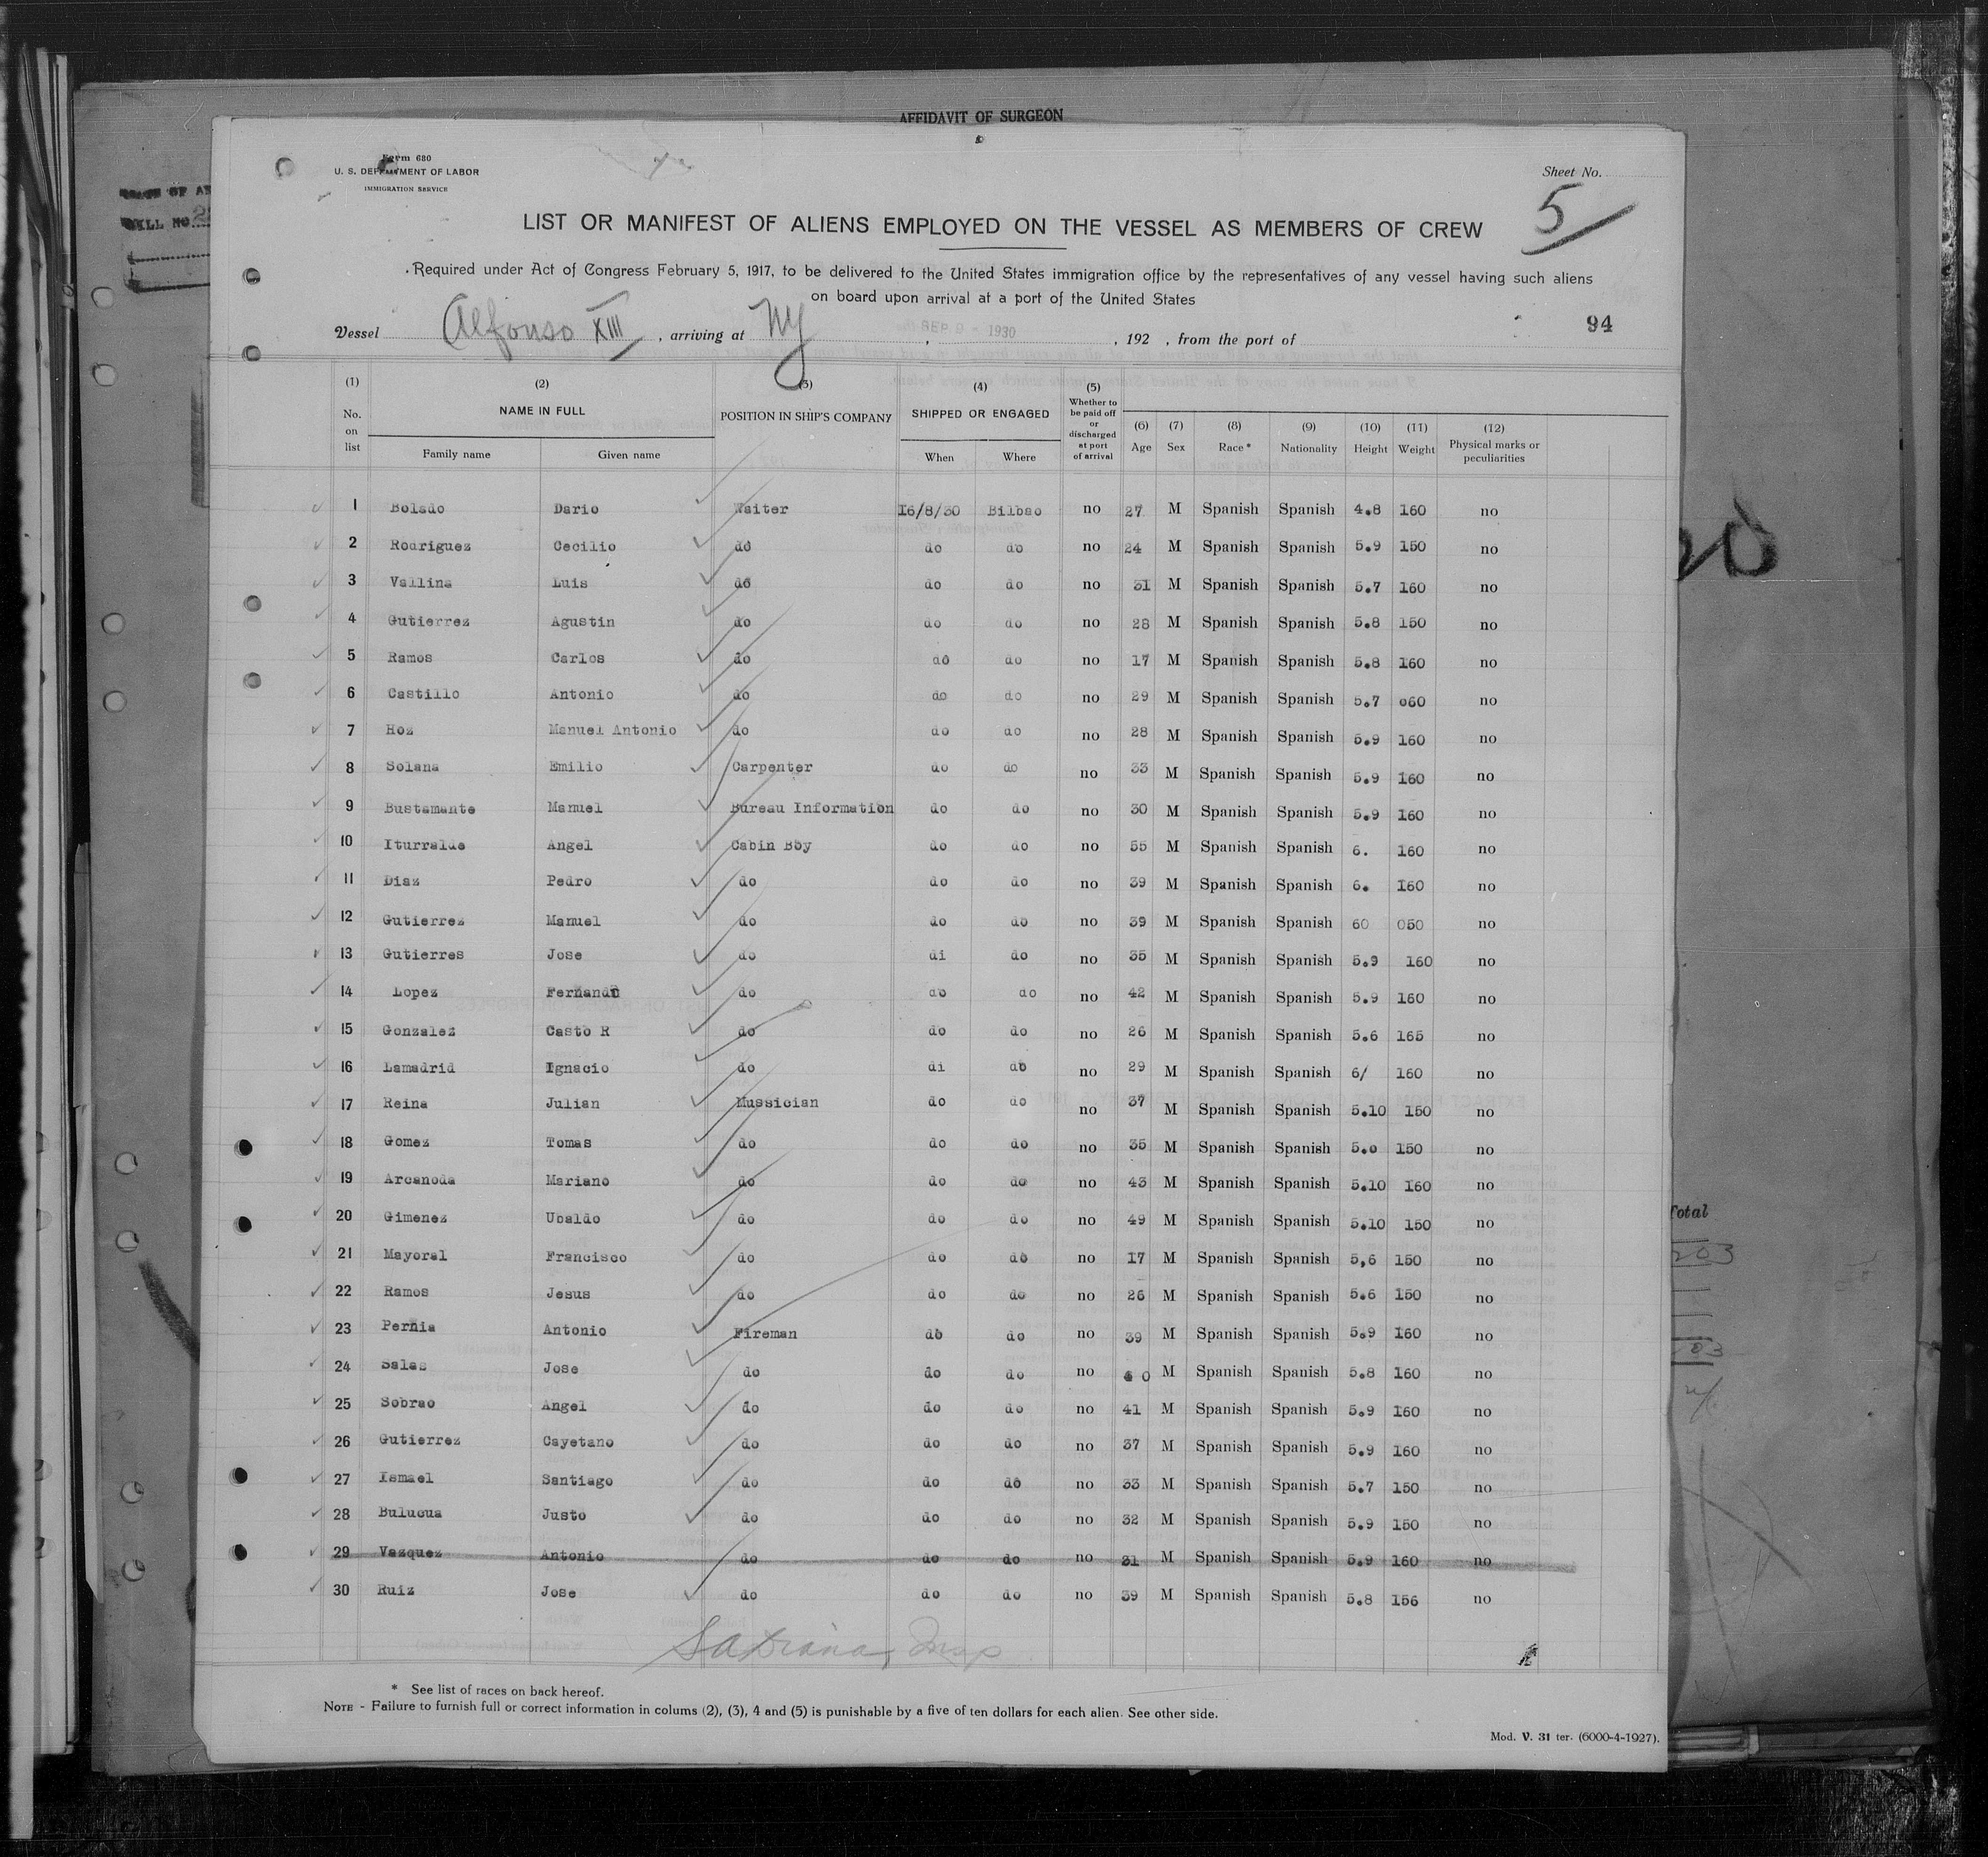 AFFIDAVIT OF SURGEON
Form 680
U. S. DEPARTMENT OF LABOR
IMMIGRATION SERVICE
Sheet No.
5
LIST OR MANIFEST OF ALIENS EMPLOYED ON THE VESSEL AS MEMBERS OF CREW
Required under Act of Congress February 5, 1917, to be delivered to the United States immigration office by the representatives of any vessel having such aliens
on board upon arrival at a port of the United States
94
Vessel Alfonso XIII, arriving at NY, SEP 9 - 1930, 192 , from the port of
(1) (2) (3) (4) (5) (6) (7) (8) (9) (10) (11) (12)
No. on list NAME IN FULL Family name Given name POSITION IN SHIP'S COMPANY SHIPPED OR ENGAGED When Where Whether to be paid off or discharged at port of arrival Age Sex Race* Nationality Height Weight Physical marks or peculiarities
1 Bolado Dario Waiter 16/8/30 Bilbao no 27 M Spanish Spanish 4.8 160 no
2 Rodriguez Cecilio do do do no 24 M Spanish Spanish 5.9 150 no
3 Vallina Luis do do do no 31 M Spanish Spanish 5.7 160 no
4 Gutierrez Agustin do do do no 28 M Spanish Spanish 5.8 150 no
5 Ramos Carlos do do do no 17 M Spanish Spanish 5.8 160 no
6 Castillo Antonio do do do no 29 M Spanish Spanish 5.7 060 no
7 Hoz Manuel Antonio do do do no 28 M Spanish Spanish 5.9 160 no
8 Solana Emilio Carpenter do do no 33 M Spanish Spanish 5.9 160 no
9 Bustamante Manuel Bureau Information do do no 30 M Spanish Spanish 5.9 160 no
10 Iturralde Angel Cabin Boy do do no 55 M Spanish Spanish 6. 160 no
11 Diaz Pedro do do do no 39 M Spanish Spanish 6. 160 no
12 Gutierrez Manuel do do do no 39 M Spanish Spanish 60 050 no
13 Gutierres Jose do di do no 35 M Spanish Spanish 5.9 160 no
14 Lopez Fernando do do do no 42 M Spanish Spanish 5.9 160 no
15 Gonzalez Casto R do do do no 26 M Spanish Spanish 5.6 165 no
16 Lamadrid Ignacio do di do no 29 M Spanish Spanish 6/ 160 no
17 Reina Julian Mussician do do no 37 M Spanish Spanish 5.10 150 no
18 Gomez Tomas do do do no 35 M Spanish Spanish 5.0 150 no
19 Arcanoda Mariano do do do no 43 M Spanish Spanish 5.10 160 no
20 Gimenez Ubaldo do do do no 49 M Spanish Spanish 5.10 150 no
21 Mayoral Francisco do do do no 17 M Spanish Spanish 5,6 150 no
22 Ramos Jesus do do do no 26 M Spanish Spanish 5.6 150 no
23 Pernia Antonio Fireman do do no 39 M Spanish Spanish 5.9 160 no
24 Salas Jose do do do no 0 M Spanish Spanish 5.8 160 no
25 Sobrao Angel do do do no 41 M Spanish Spanish 5.9 160 no
26 Gutierrez Cayetano do do do no 37 M Spanish Spanish 5.9 160 no
27 Ismael Santiago do do do no 33 M Spanish Spanish 5.7 150 no
28 Bulucua Justo do do do no 32 M Spanish Spanish 5.9 150 no
29 Vazquez Antonio do do do no 31 M Spanish Spanish 5.9 160 no
30 Ruiz Jose do do do no 39 M Spanish Spanish 5.8 156 no
* See list of races on back hereof.
NOTE - Failure to furnish full or correct information in colums (2), (3), 4 and (5) is punishable by a five of ten dollars for each alien. See other side.
Mod. V. 31 ter. (6000-4-1927).
Total
203